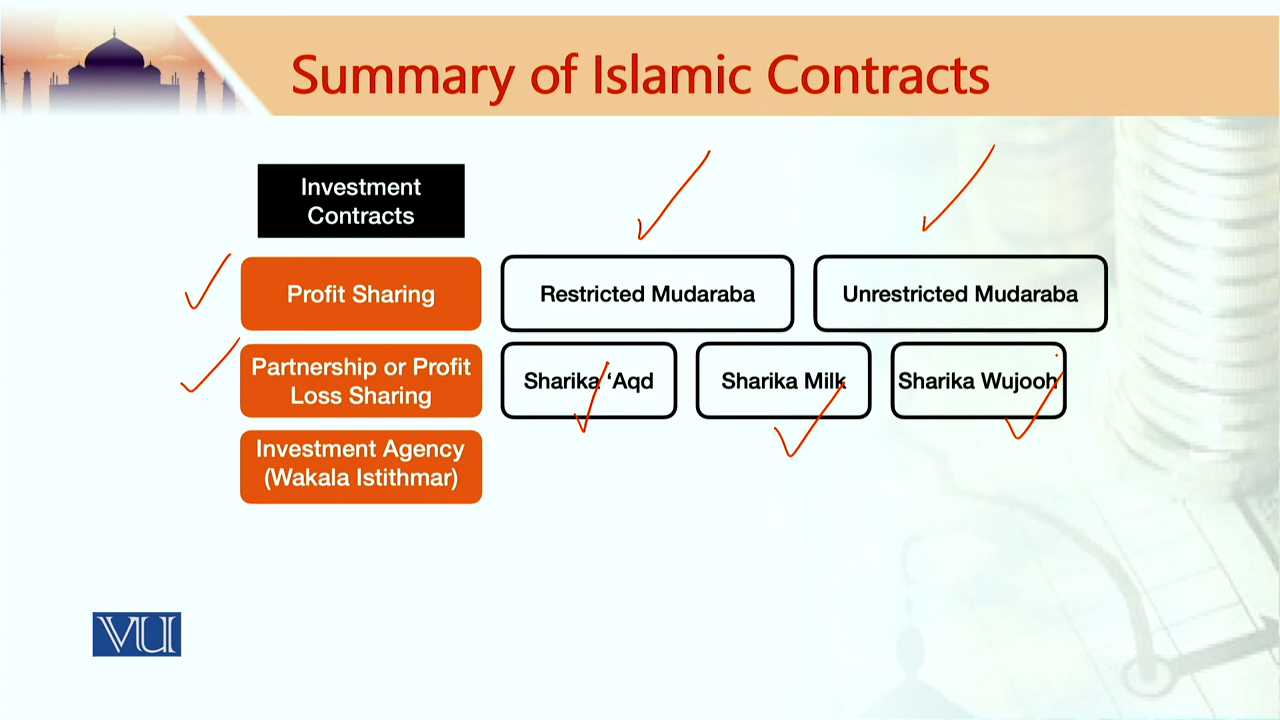 Summary of Islamic Contracts
Investment
Contracts
Profit Sharing
Restricted Mudaraba
Unrestricted Mudaraba
Partnership or Profit
Loss Sharing
Sharika ‘Aqd
Sharika Milk
Sharika Wujooh
Investment Agency
(Wakala Istithmar)
VU